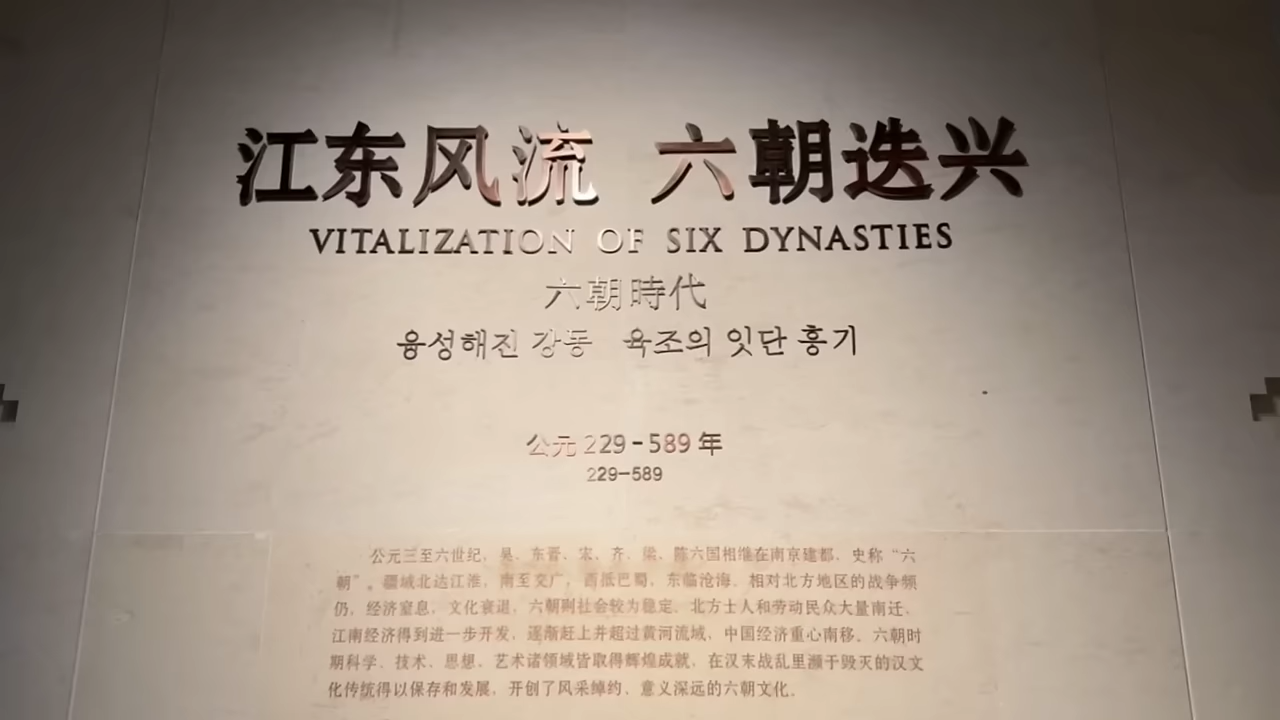 江东风流 六朝迭兴
VITALIZATION OF SIX DYNASTIES
六朝時代
융성해진 강동 육조의 잇단 흥기
公元 229-589 年
229-589
公元三至六世纪，吴、东晋、宋、齐、梁、陈六国相继在南京建都，史称“六
朝”。疆域北达江淮，南至交广，西抵巴蜀，东临沧海。相对北方地区的战争频
仍，经济窒息，文化衰退，六朝则社会较为稳定。北方士人和劳动民众大量南迁，
江南经济得到进一步开发，逐渐赶上并超过黄河流域，中国经济重心南移。六朝时
期科学、技术、思想、艺术诸领域皆取得辉煌成就，在汉末战乱里濒于毁灭的汉文
化传统得以保存和发展，开创了风采绰约、意义深远的六朝文化。